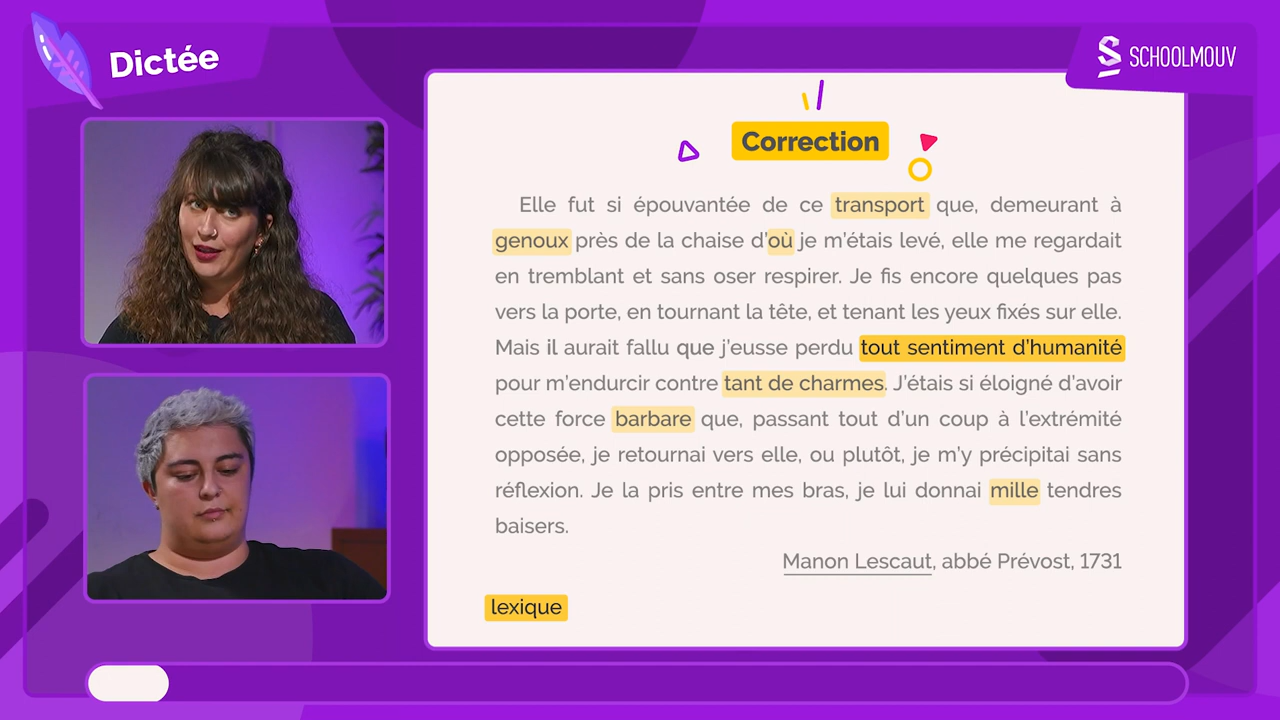 Dictée
SCHOOLMOUV
Correction
Elle fut si épouvantée de ce transport que, demeurant à
genoux près de la chaise d'où je m'étais levé, elle me regardait
en tremblant et sans oser respirer. Je fis encore quelques pas
vers la porte, en tournant la tête, et tenant les yeux fixés sur elle.
Mais il aurait fallu que j'eusse perdu tout sentiment d'humanité
pour m'endurcir contre tant de charmes. J'étais si éloigné d'avoir
cette force barbare que, passant tout d'un coup à l'extrémité
opposée, je retournai vers elle, ou plutôt, je m'y précipitai sans
réflexion. Je la pris entre mes bras, je lui donnai mille tendres
baisers.
Manon Lescaut, abbé Prévost, 1731
lexique